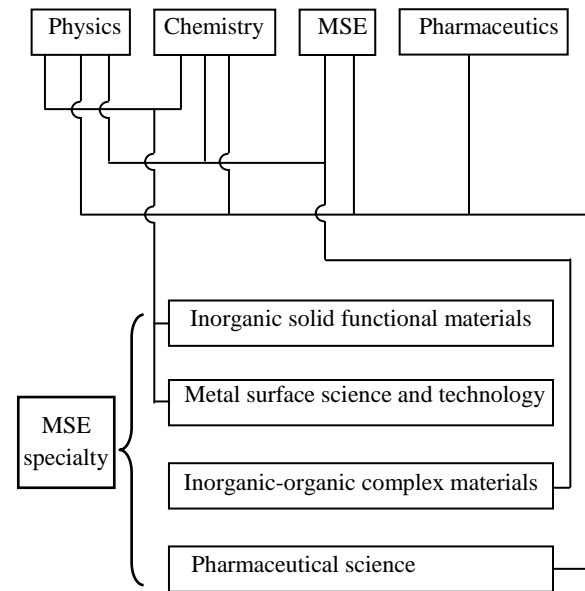 Physics
Chemistry
MSE
Pharmaceutics
Inorganic solid functional materials
Metal surface science and technology
MSE
specialty
Inorganic-organic complex materials
Pharmaceutical science